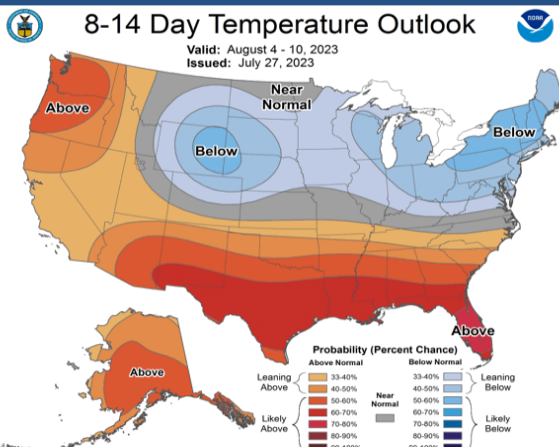 8-14 Day Temperature Outlook
Valid: August 4 - 10, 2023
Issued: July 27, 2023
NOAA
Near
Normal
Above
Below
Below
Above
Above
Probability (Percent Chance)
Above Normal Below Normal
Leaning
Above
33-40%
40-50%
Likely
Above
50-60%
60-70%
70-80%
80-90%
Near
Normal
33-40%
40-50%
Leaning
Below
50-60%
60-70%
70-80%
80-90%
Likely
Below